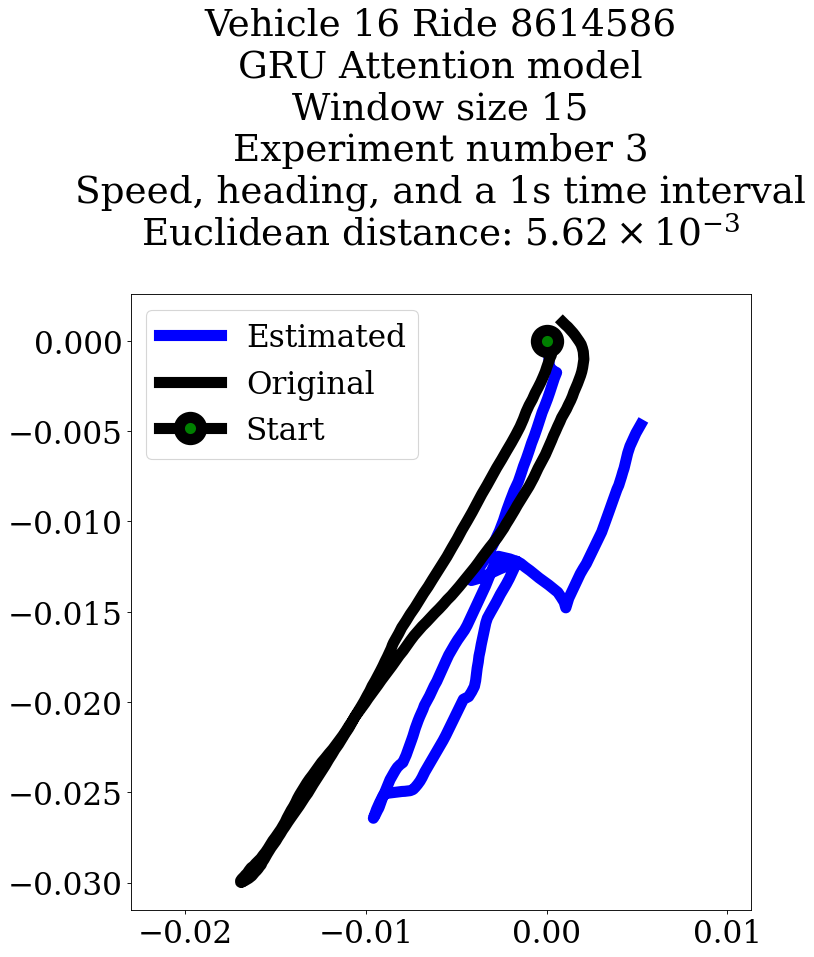 Vehicle 16 Ride 8614586
GRU Attention model
Window size 15
Experiment number 3
Speed, heading, and a 1s time interval
Euclidean distance: 5.62 × 10⁻³
Estimated
Original
Start
0.000
−0.005
−0.010
−0.015
−0.020
−0.025
−0.030
−0.02 −0.01 0.00 0.01